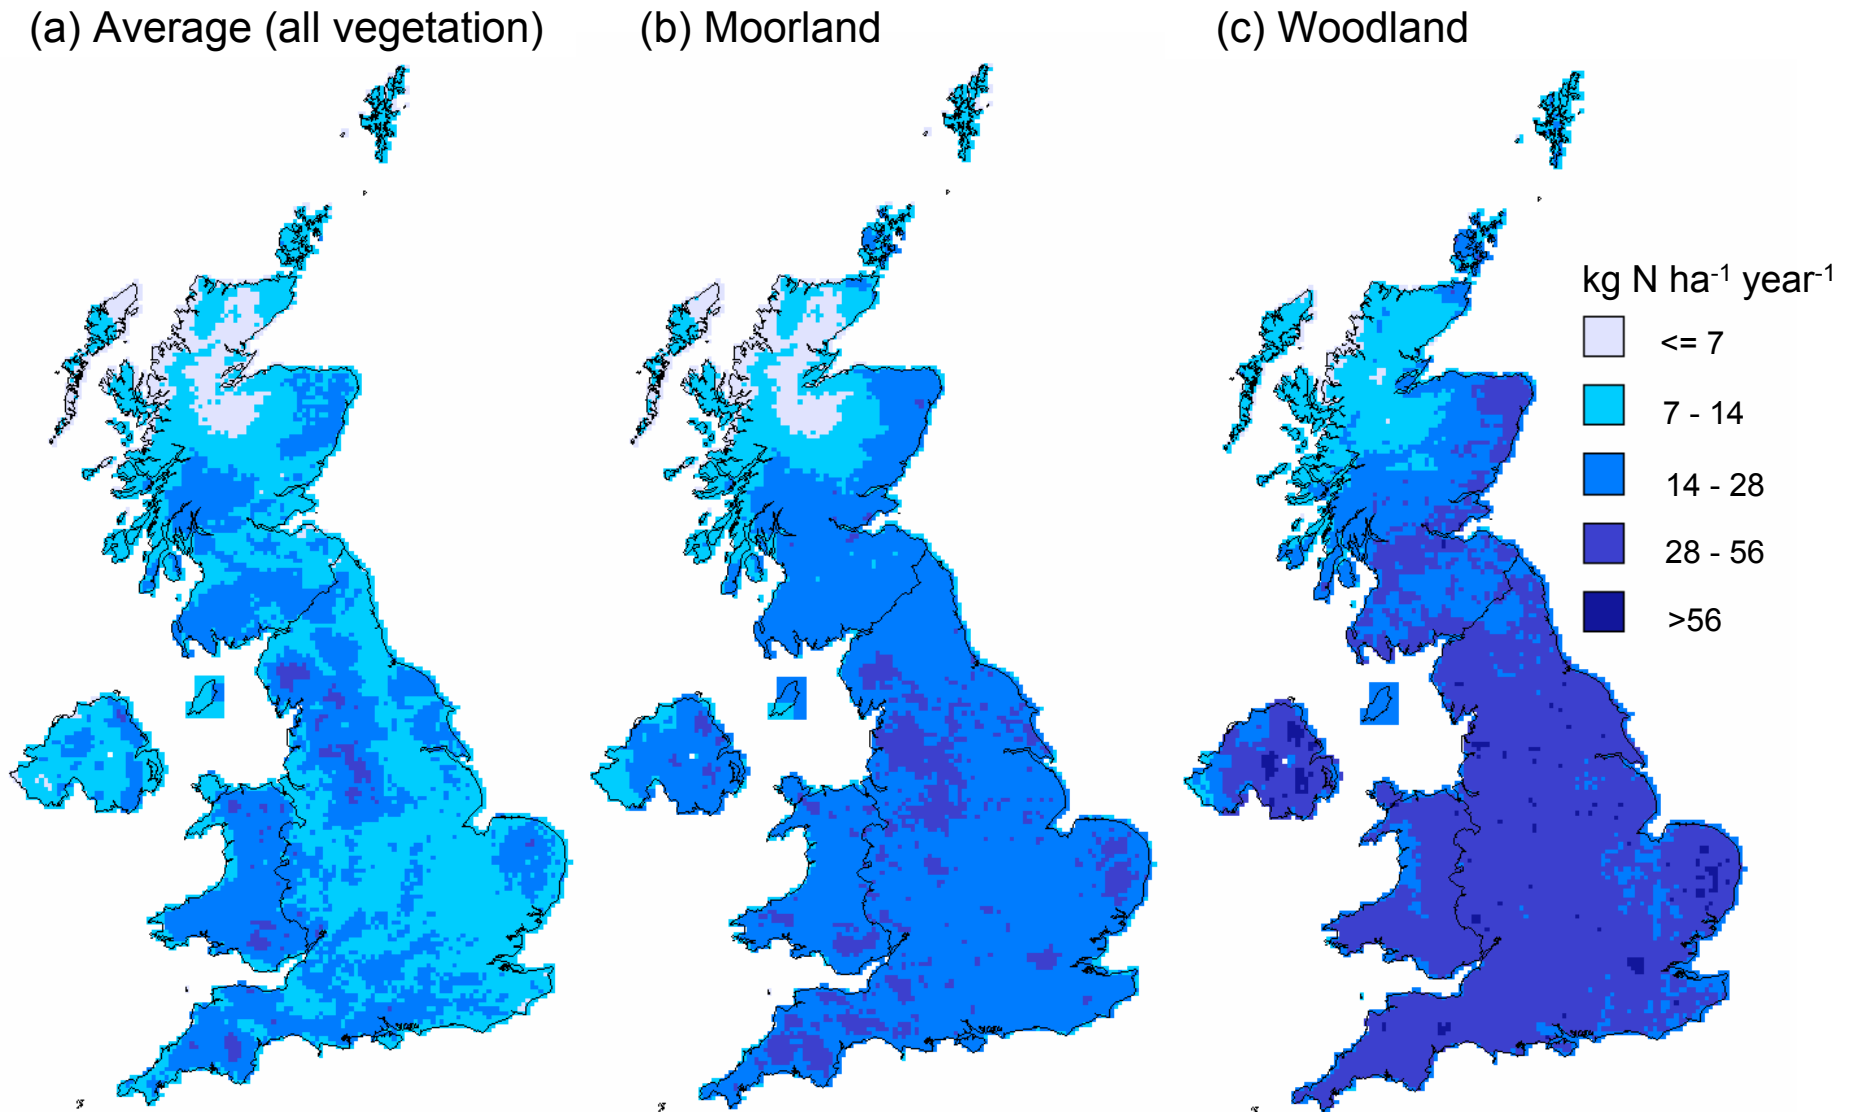 (a) Average (all vegetation)
(b) Moorland
(c) Woodland
kg N ha⁻¹ year⁻¹
<= 7
7 - 14
14 - 28
28 - 56
>56